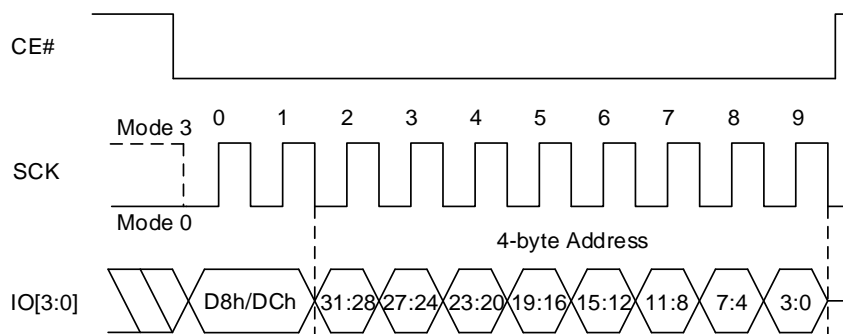 CE#
Mode 3
0 1 2 3 4 5 6 7 8 9
SCK
Mode 0
4-byte Address
IO[3:0]
D8h/DCh 31:28 27:24 23:20 19:16 15:12 11:8 7:4 3:0